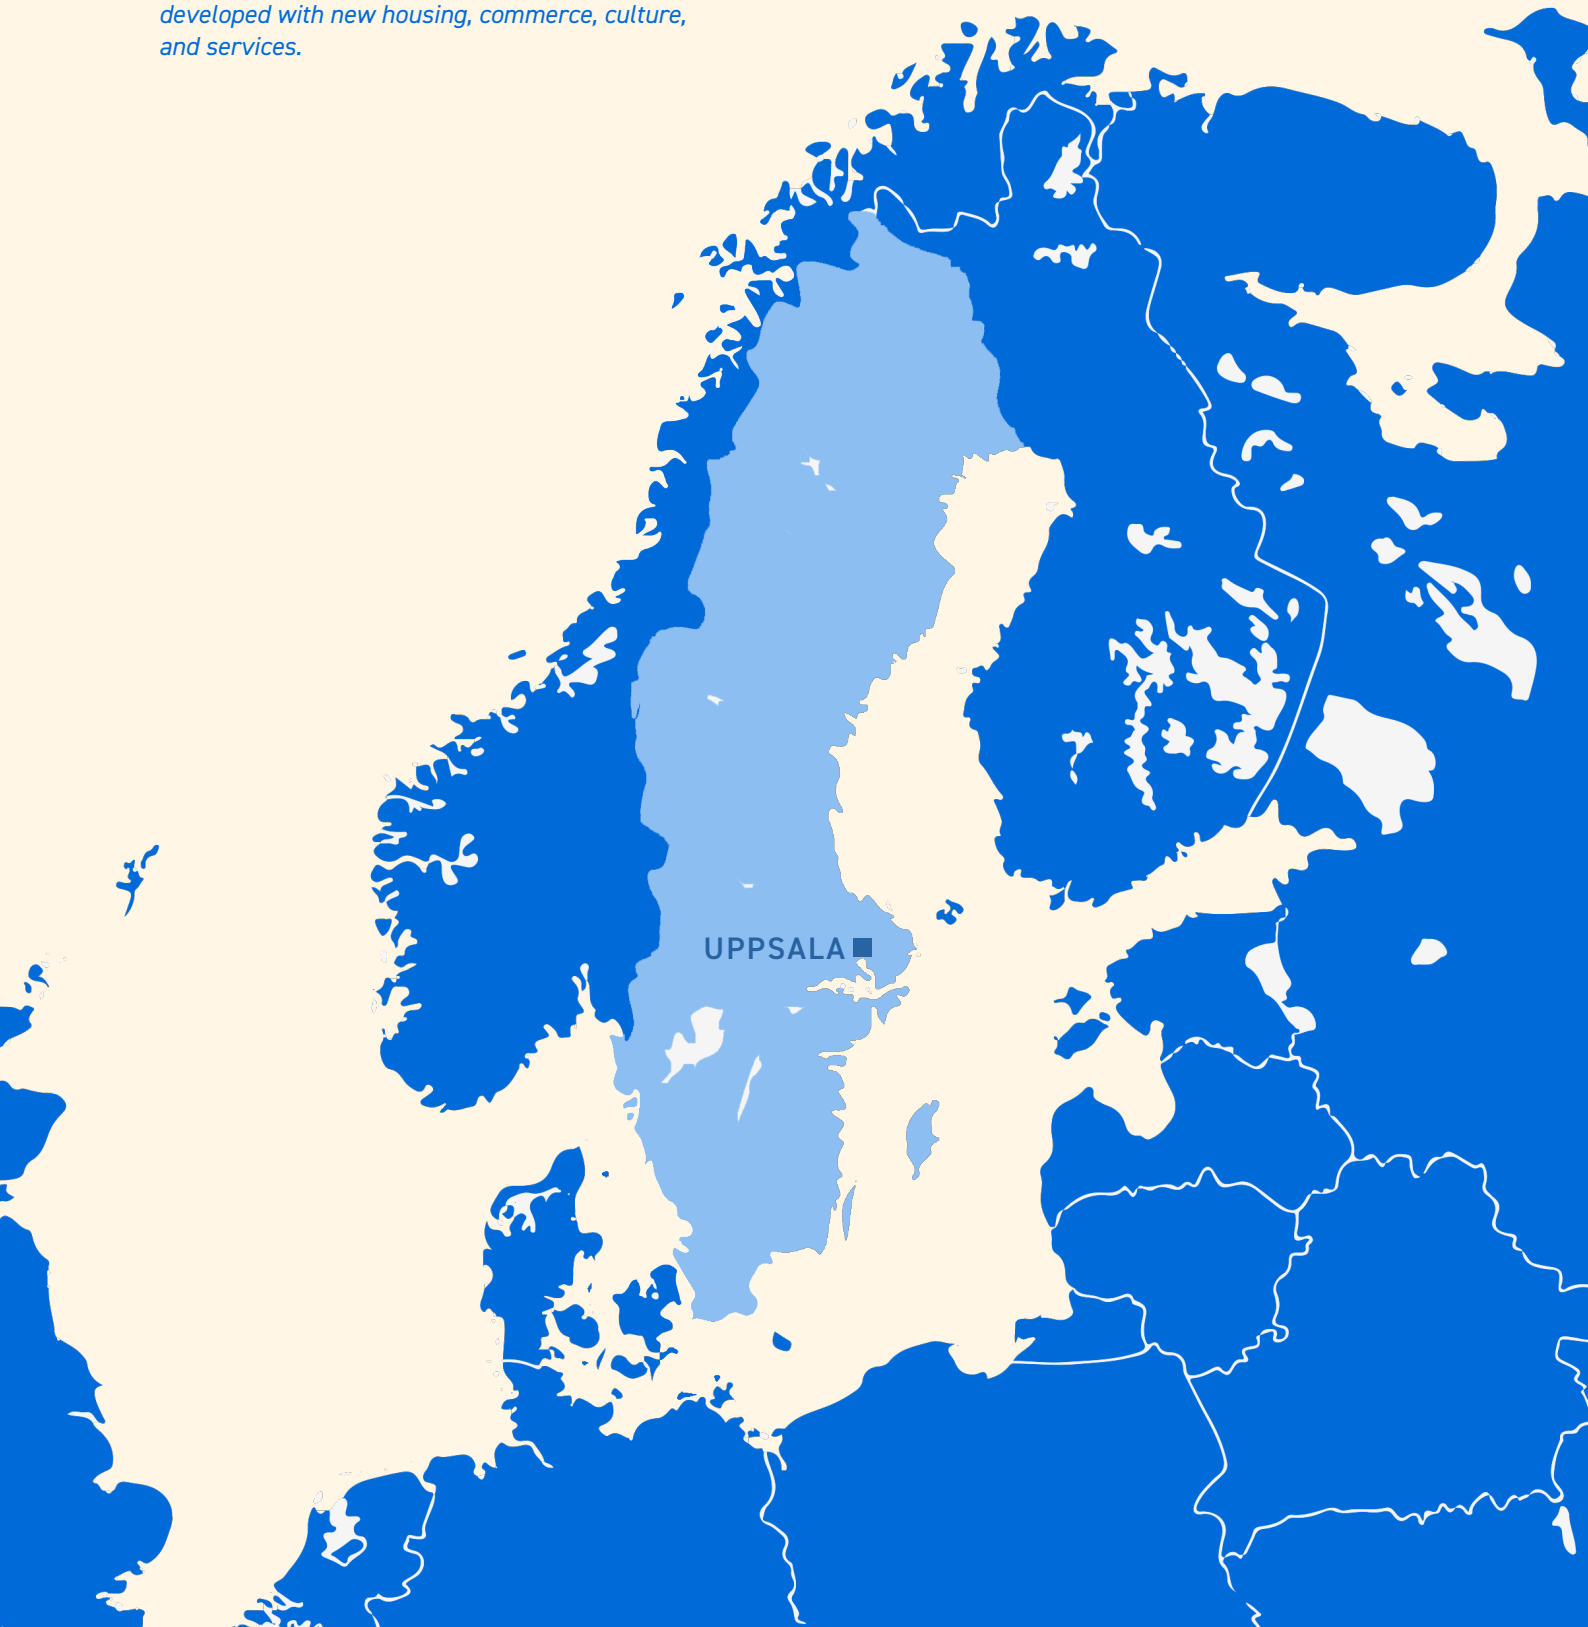 developed with new housing, commerce, culture,
and services.
UPPSALA